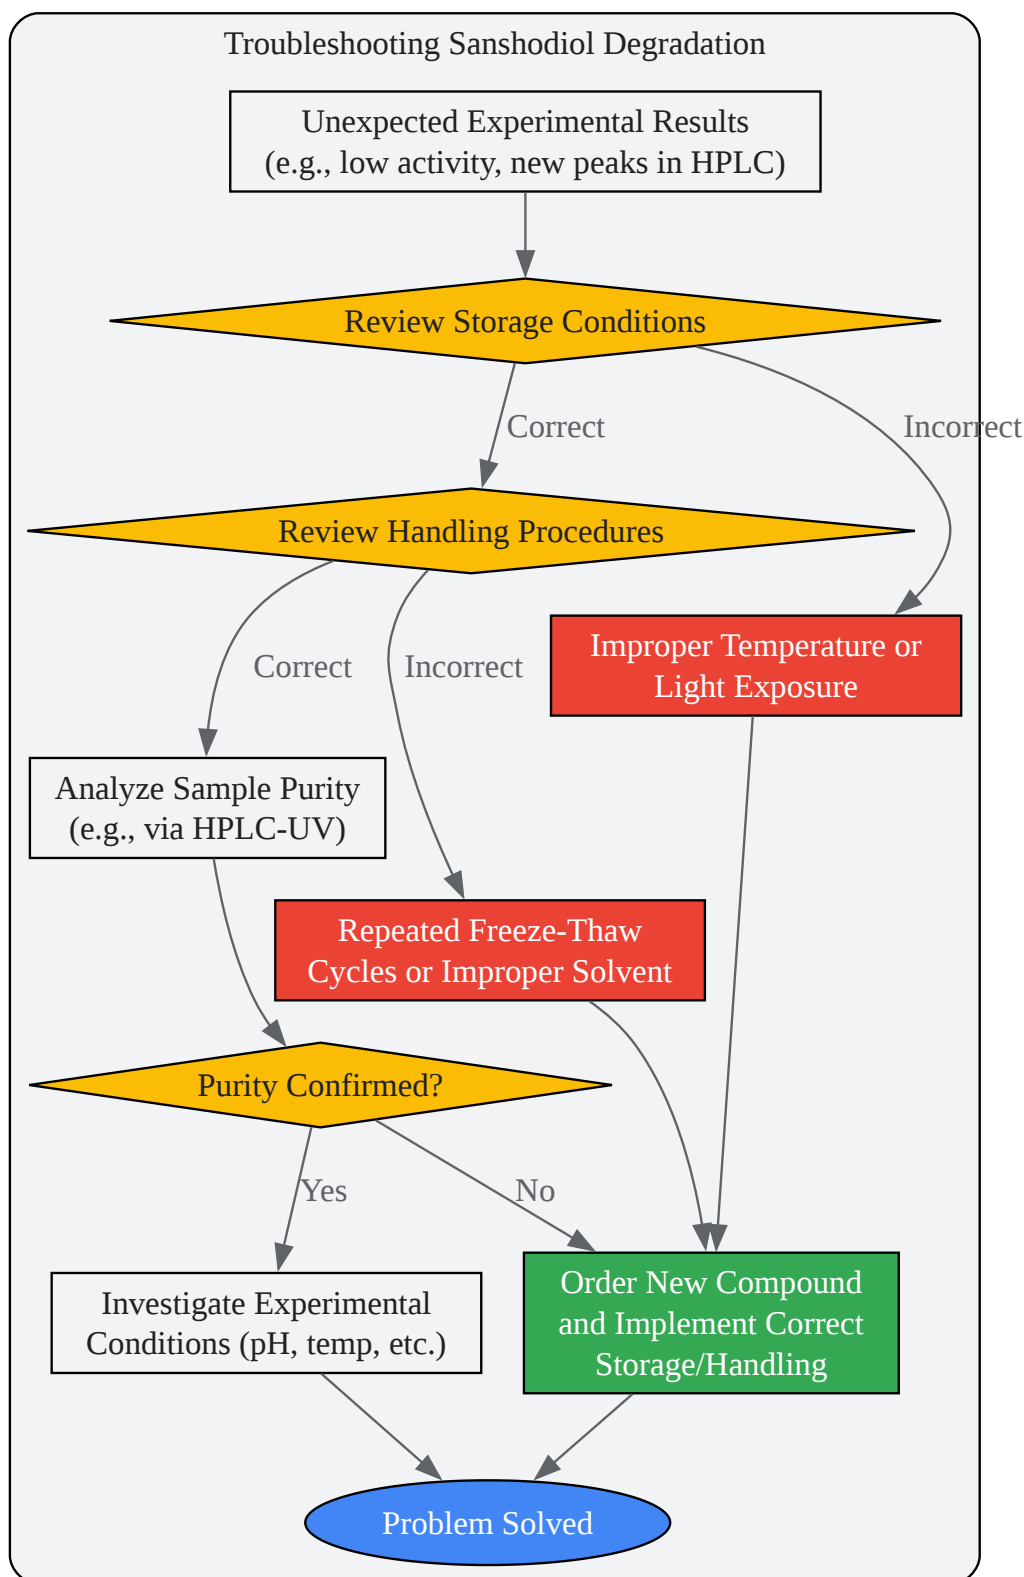 Troubleshooting Sanshodiol Degradation
Unexpected Experimental Results
(e.g., low activity, new peaks in HPLC)
Review Storage Conditions
Correct
Incorrect
Review Handling Procedures
Correct
Incorrect
Improper Temperature or
Light Exposure
Analyze Sample Purity
(e.g., via HPLC-UV)
Repeated Freeze-Thaw
Cycles or Improper Solvent
Purity Confirmed?
Yes
No
Order New Compound
and Implement Correct
Storage/Handling
Investigate Experimental
Conditions (pH, temp, etc.)
Problem Solved